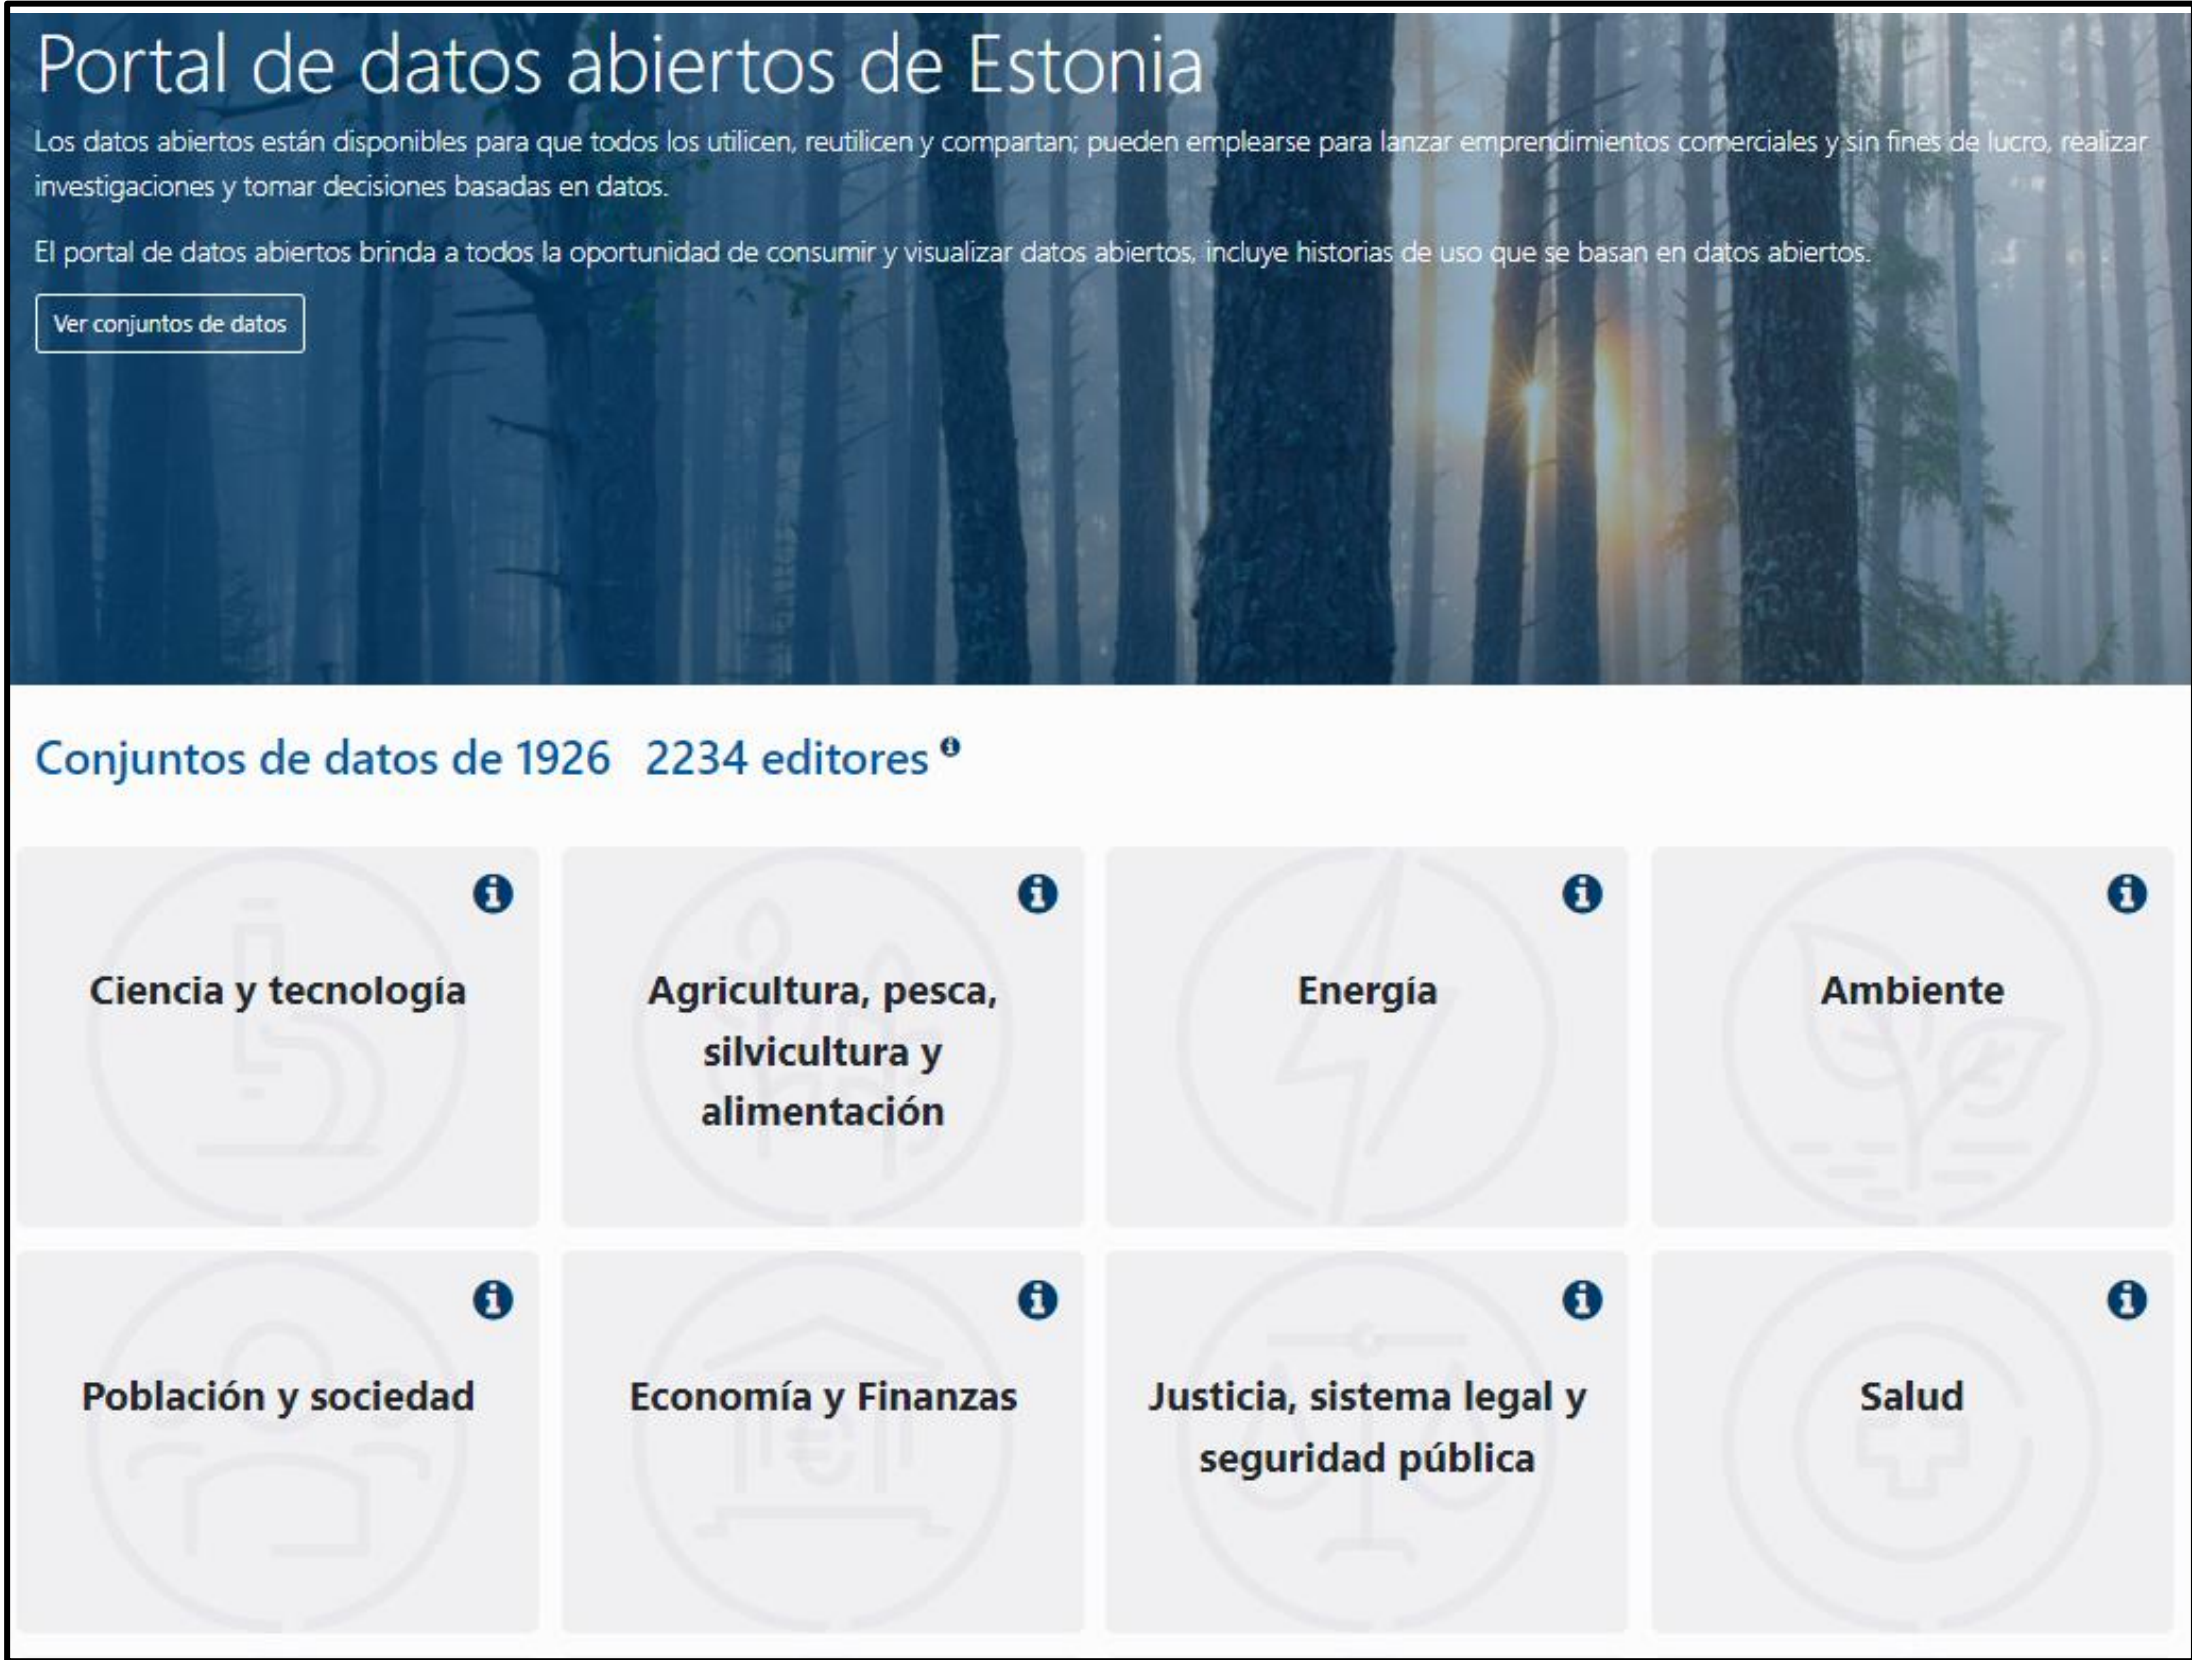 Portal de datos abiertos de Estonia
Los datos abiertos están disponibles para que todos los utilicen, reutilicen y compartan; pueden emplearse para lanzar emprendimientos comerciales y sin fines de lucro, realizar
investigaciones y tomar decisiones basadas en datos.
El portal de datos abiertos brinda a todos la oportunidad de consumir y visualizar datos abiertos, incluye historias de uso que se basan en datos abiertos.
Ver conjuntos de datos
Conjuntos de datos de 1926 2234 editores
Ciencia y tecnología
Agricultura, pesca,
silvicultura y
alimentación
Energía
Ambiente
Población y sociedad
Economía y Finanzas
Justicia, sistema legal y
seguridad pública
Salud